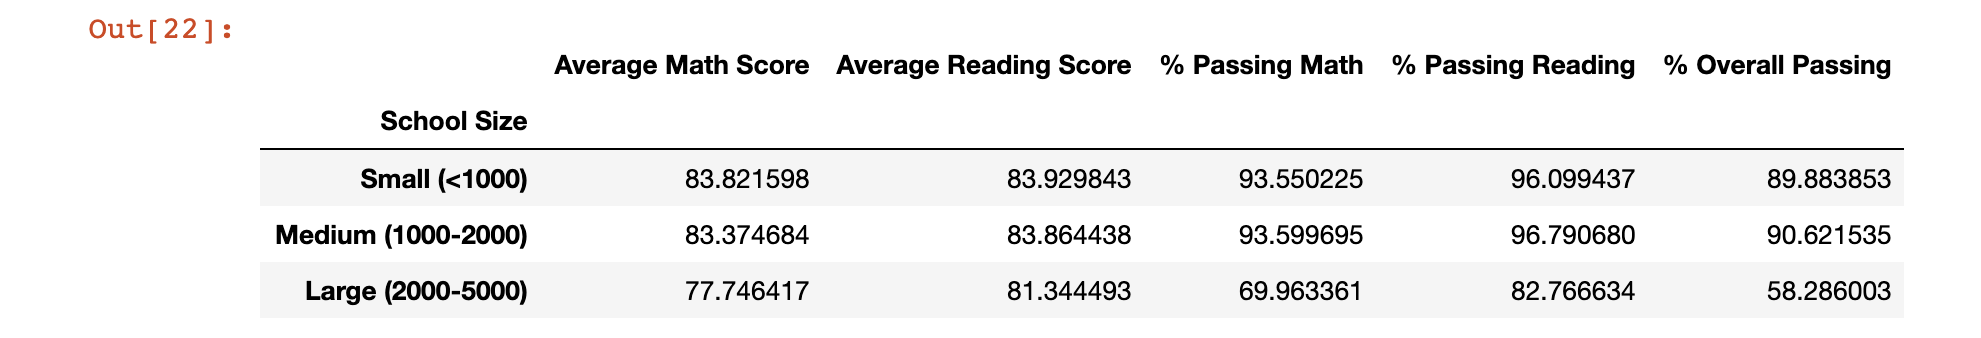 Out[22]:
Average Math Score Average Reading Score % Passing Math % Passing Reading % Overall Passing
School Size
Small (<1000) 83.821598 83.929843 93.550225 96.099437 89.883853
Medium (1000-2000) 83.374684 83.864438 93.599695 96.790680 90.621535
Large (2000-5000) 77.746417 81.344493 69.963361 82.766634 58.286003